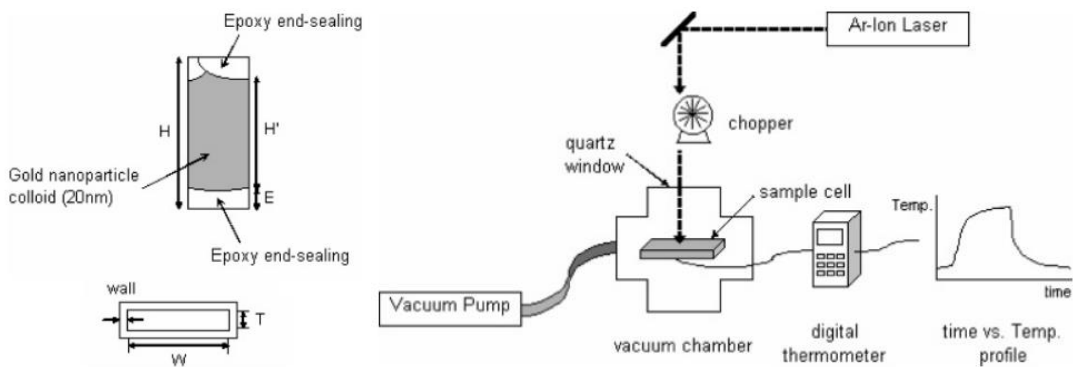 Epoxy end-sealing
H
H'
Gold nanoparticle
colloid (20nm)
E
Epoxy end-sealing
wall
T
W
Ar-Ion Laser
chopper
quartz
window
sample cell
Vacuum Pump
vacuum chamber
digital
thermometer
Temp.
time
time vs. Temp.
profile